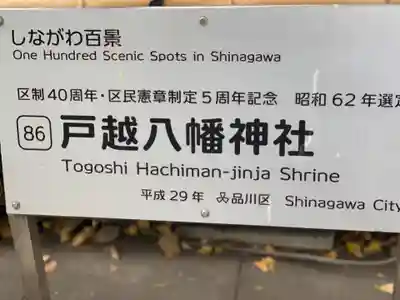 しながわ百景
One Hundred Scenic Spots in Shinagawa
区制40周年・区民憲章制定5周年記念 昭和62年選定
86 戸越八幡神社
Togoshi Hachiman-jinja Shrine
平成29年 品川区 Shinagawa City